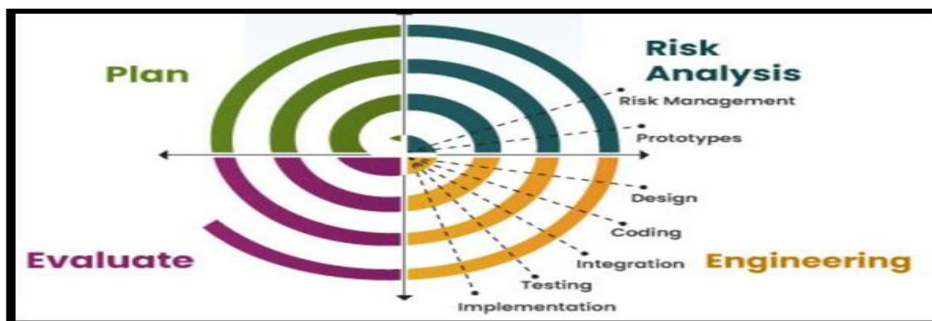 Plan
Risk
Analysis
Risk Management
Prototypes
Design
Coding
Integration
Testing
Implementation
Engineering
Evaluate